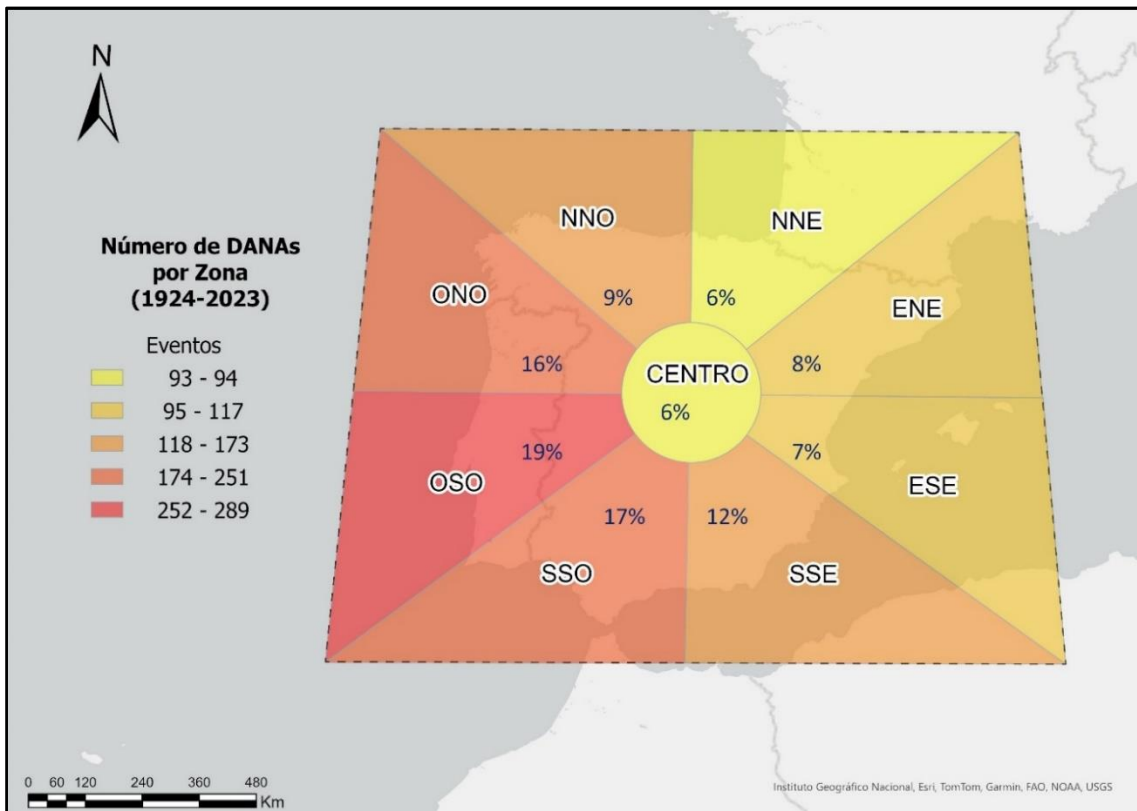 N
Número de DANAs
por Zona
(1924-2023)
Eventos
93 - 94
95 - 117
118 - 173
174 - 251
252 - 289
NNO
9%
NNE
6%
ONO
16%
ENE
8%
CENTRO
6%
OSO
19%
ESE
7%
SSO
17%
SSE
12%
0 60 120 240 360 480
Km
Instituto Geográfico Nacional, Esri, TomTom, Garmin, FAO, NOAA, USGS